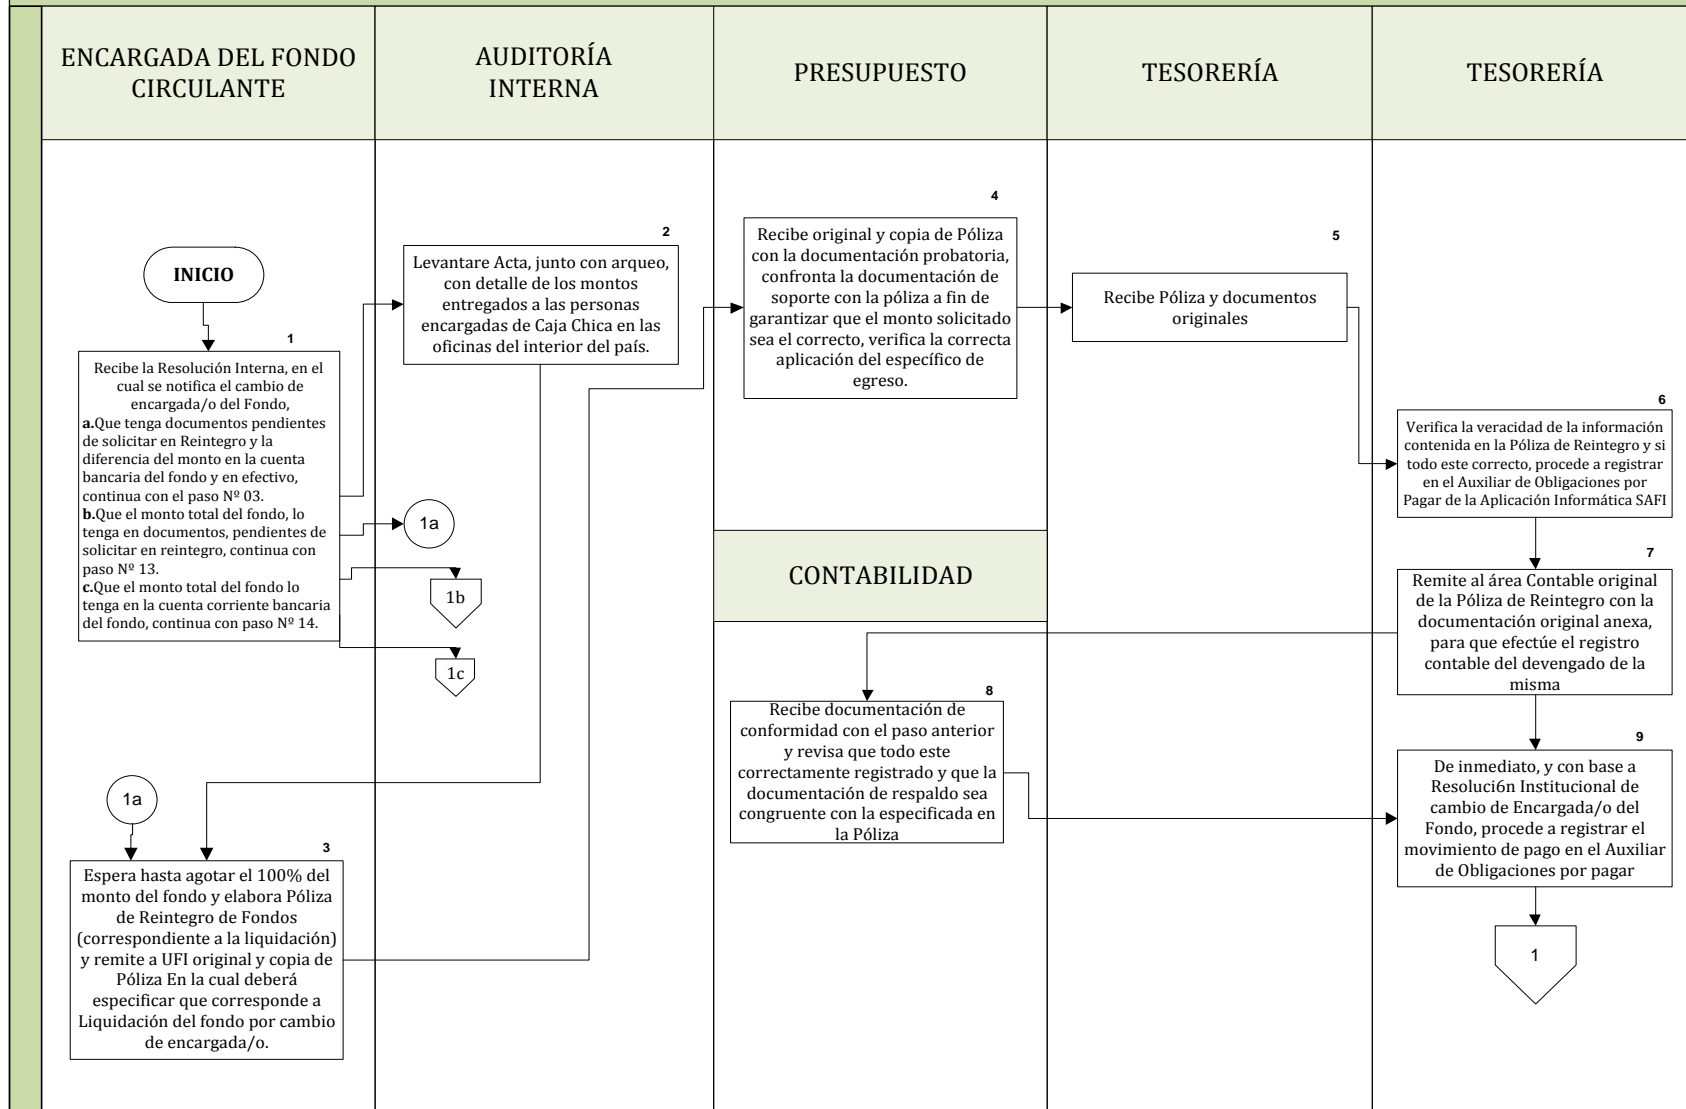 ENCARGADA DEL FONDO
CIRCULANTE
AUDITORÍA
INTERNA
PRESUPUESTO
TESORERÍA
TESORERÍA
INICIO
1
Recibe la Resolución Interna, en el
cual se notifica el cambio de
encargada/o del Fondo,
a.Que tenga documentos pendientes
de solicitar en Reintegro y la
diferencia del monto en la cuenta
bancaria del fondo y en efectivo,
continua con el paso Nº 03.
b.Que el monto total del fondo, lo
tenga en documentos, pendientes de
solicitar en reintegro, continua con
paso Nº 13.
c.Que el monto total del fondo lo
tenga en la cuenta corriente bancaria
del fondo, continua con paso Nº 14.
2
Levantare Acta, junto con arqueo,
con detalle de los montos
entregados a las personas
encargadas de Caja Chica en las
oficinas del interior del país.
1a
1b
1c
1a
3
Espera hasta agotar el 100% del
monto del fondo y elabora Póliza
de Reintegro de Fondos
(correspondiente a la liquidación)
y remite a UFI original y copia de
Póliza En la cual deberá
especificar que corresponde a
Liquidación del fondo por cambio
de encargada/o.
4
Recibe original y copia de Póliza
con la documentación probatoria,
confronta la documentación de
soporte con la póliza a fin de
garantizar que el monto solicitado
sea el correcto, verifica la correcta
aplicación del específico de
egreso.
5
Recibe Póliza y documentos
originales
6
Verifica la veracidad de la información
contenida en la Póliza de Reintegro y si
todo este correcto, procede a registrar
en el Auxiliar de Obligaciones por
Pagar de la Aplicación Informática SAFI
7
Remite al área Contable original
de la Póliza de Reintegro con la
documentación original anexa,
para que efectúe el registro
contable del devengado de la
misma
CONTABILIDAD
8
Recibe documentación de
conformidad con el paso anterior
y revisa que todo este
correctamente registrado y que la
documentación de respaldo sea
congruente con la especificada en
la Póliza
9
De inmediato, y con base a
Resoluci6n Institucional de
cambio de Encargada/o del
Fondo, procede a registrar el
movimiento de pago en el Auxiliar
de Obligaciones por pagar
1